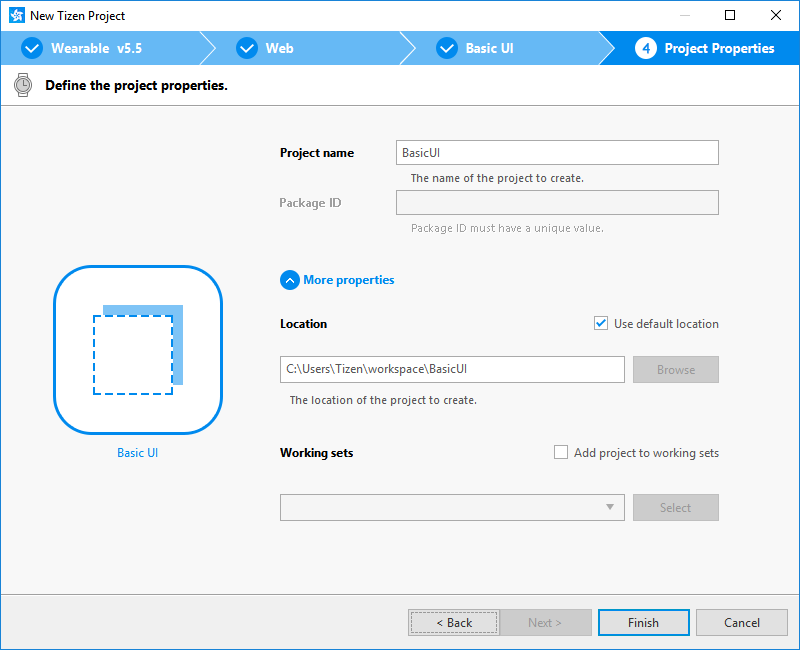 New Tizen Project
Wearable v5.5
Web
Basic UI
4 Project Properties
Define the project properties.
Project name
BasicUI
The name of the project to create.
Package ID
Package ID must have a unique value.
More properties
Location
Use default location
C:\Users\Tizen\workspace\BasicUI
Browse
The location of the project to create.
Basic UI
Working sets
Add project to working sets
Select
< Back
Next >
Finish
Cancel